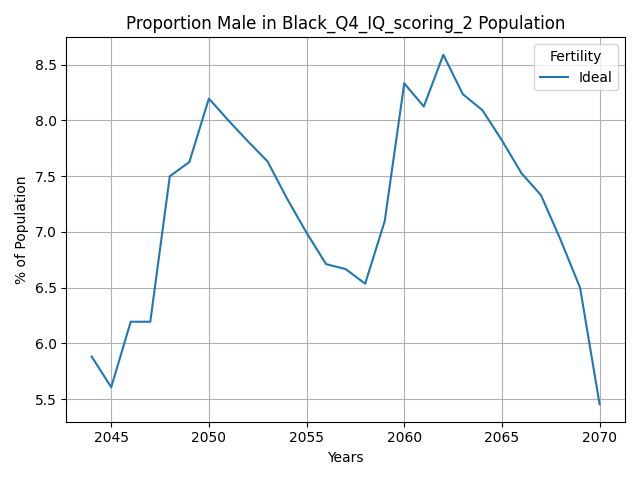 Proportion Male in Black_Q4_IQ_scoring_2 Population
Fertility
Ideal
% of Population
8.5
8.0
7.5
7.0
6.5
6.0
5.5
2045 2050 2055 2060 2065 2070
Years